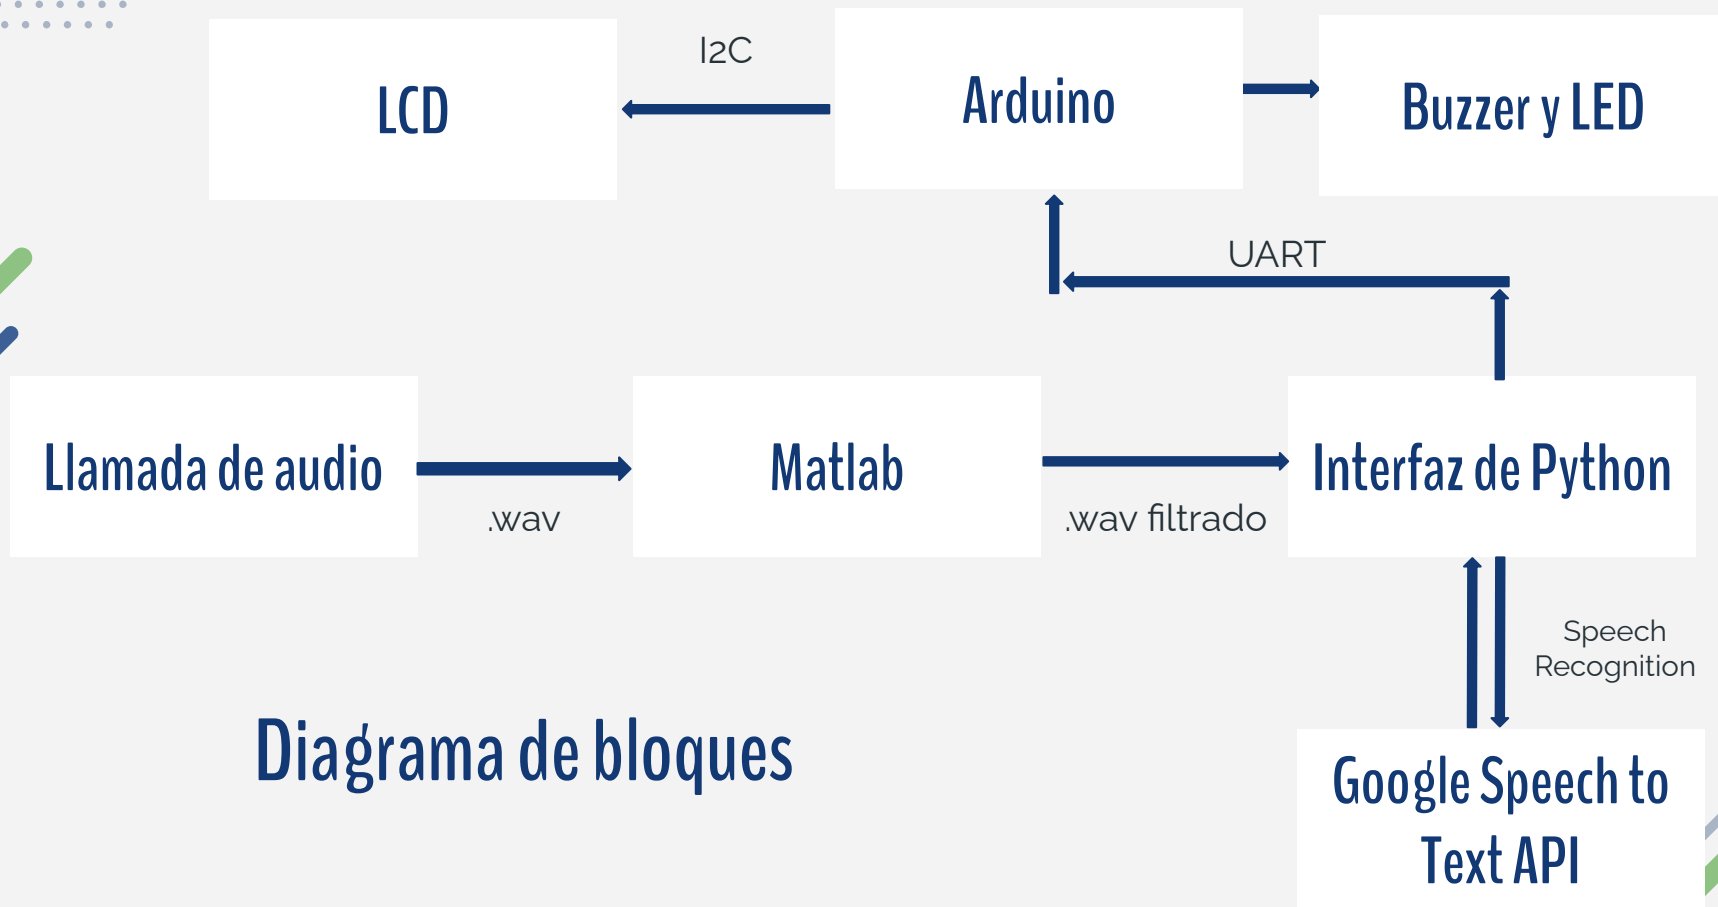 LCD
I2C
Arduino
Buzzer y LED
UART
Llamada de audio
.wav
Matlab
.wav filtrado
Interfaz de Python
Speech
Recognition
Diagrama de bloques
Google Speech to
Text API